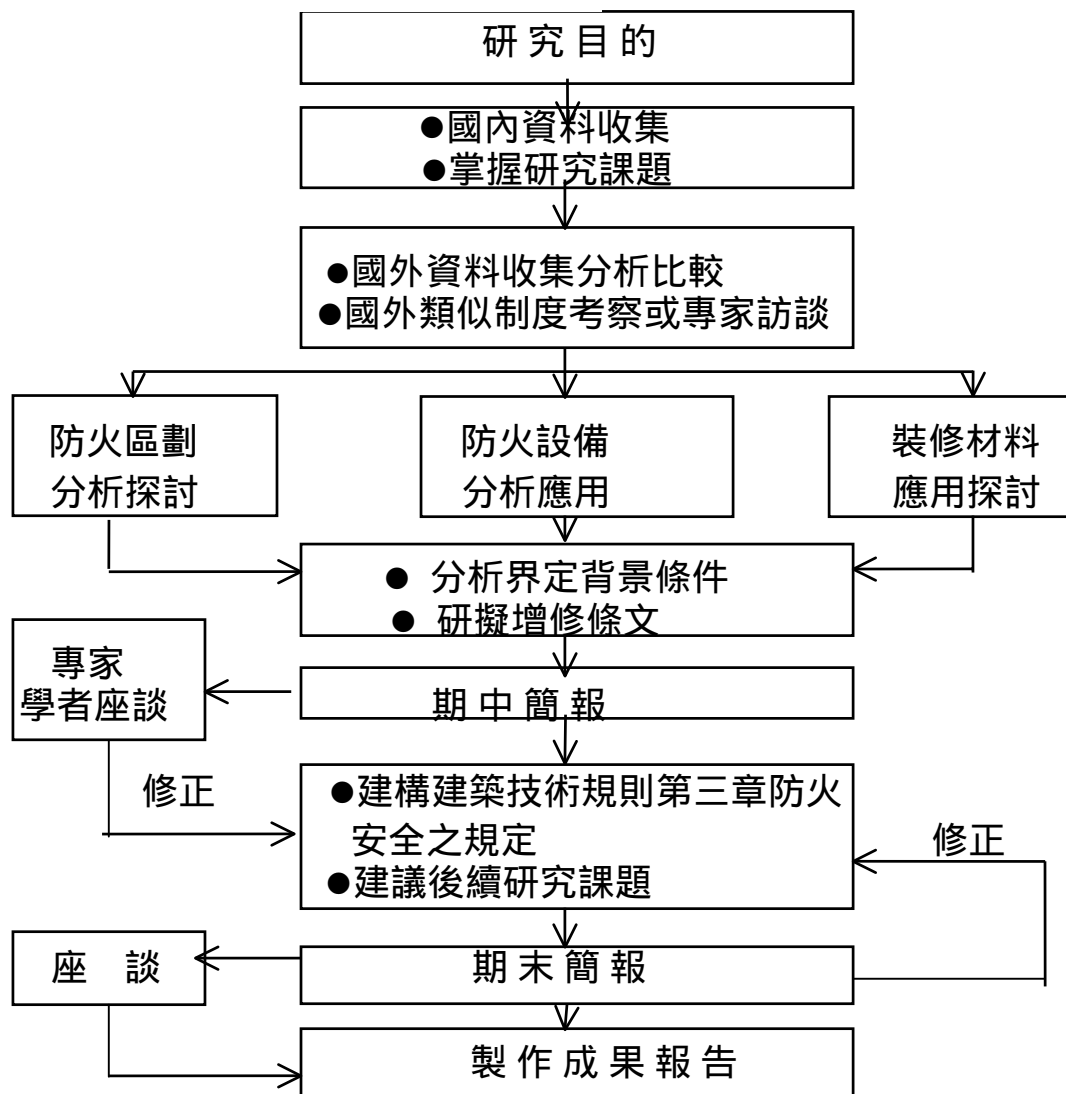 研 究 目 的
●國內資料收集
●掌握研究課題
●國外資料收集分析比較
●國外類似制度考察或專家訪談
防火區劃
分析探討
防火設備
分析應用
裝修材料
應用探討
● 分析界定背景條件
● 研擬增修條文
專家
學者座談
期 中 簡 報
修正
●建構建築技術規則第三章防火
安全之規定
●建議後續研究課題
修正
座 談
期 末 簡 報
製 作 成 果 報 告